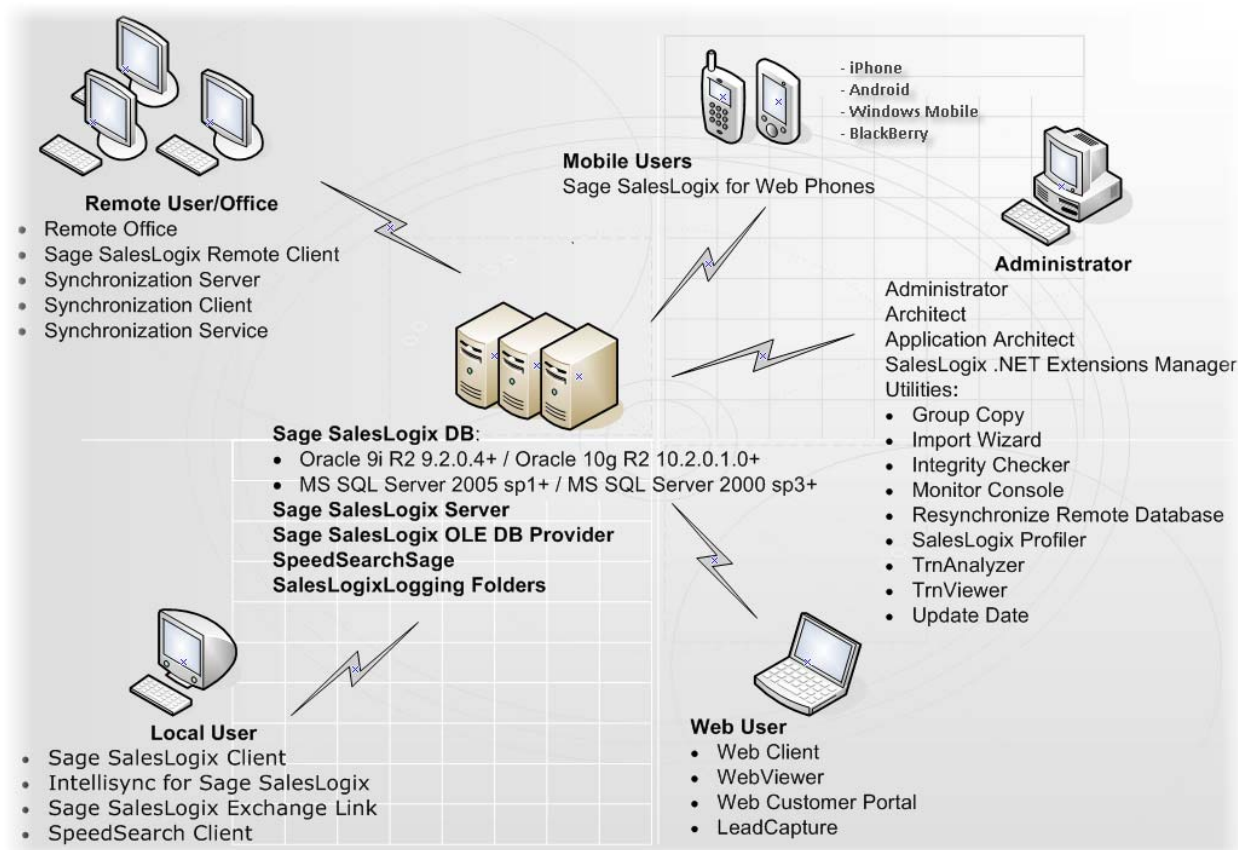 - iPhone
- Android
- Windows Mobile
- BlackBerry
Mobile Users
Sage SalesLogix for Web Phones
Remote User/Office
• Remote Office
• Sage SalesLogix Remote Client
• Synchronization Server
• Synchronization Client
• Synchronization Service
Administrator
Administrator
Architect
Application Architect
SalesLogix .NET Extensions Manager
Utilities:
• Group Copy
• Import Wizard
• Integrity Checker
• Monitor Console
• Resynchronize Remote Database
• SalesLogix Profiler
• TrnAnalyzer
• TrnViewer
• Update Date
Sage SalesLogix DB:
• Oracle 9i R2 9.2.0.4+ / Oracle 10g R2 10.2.0.1.0+
• MS SQL Server 2005 sp1+ / MS SQL Server 2000 sp3+
Sage SalesLogix Server
Sage SalesLogix OLE DB Provider
SpeedSearchSage
SalesLogixLogging Folders
Local User
• Sage SalesLogix Client
• Intellisync for Sage SalesLogix
• Sage SalesLogix Exchange Link
• SpeedSearch Client
Web User
• Web Client
• WebViewer
• Web Customer Portal
• LeadCapture